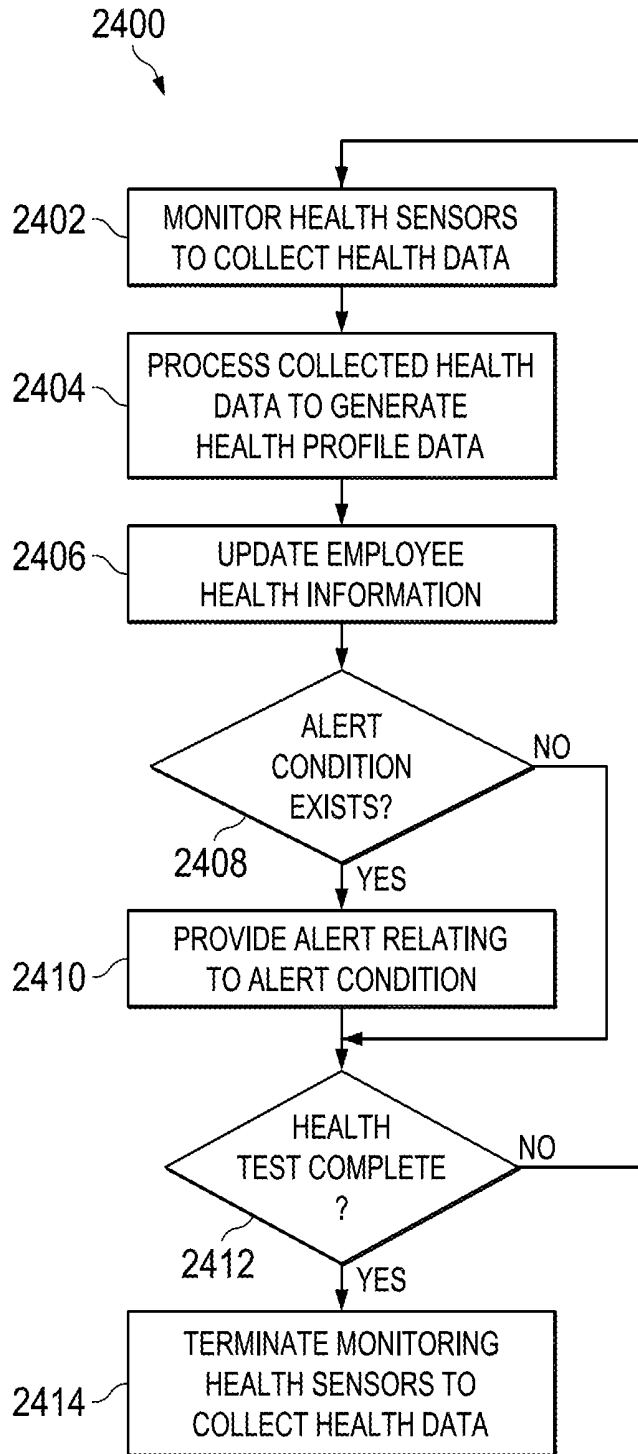 2400
2402
MONITOR HEALTH SENSORS
TO COLLECT HEALTH DATA
2404
PROCESS COLLECTED HEALTH
DATA TO GENERATE
HEALTH PROFILE DATA
2406
UPDATE EMPLOYEE
HEALTH INFORMATION
ALERT
CONDITION
EXISTS?
NO
2408
YES
2410
PROVIDE ALERT RELATING
TO ALERT CONDITION
HEALTH
TEST COMPLETE
?
NO
2412
YES
2414
TERMINATE MONITORING
HEALTH SENSORS TO
COLLECT HEALTH DATA